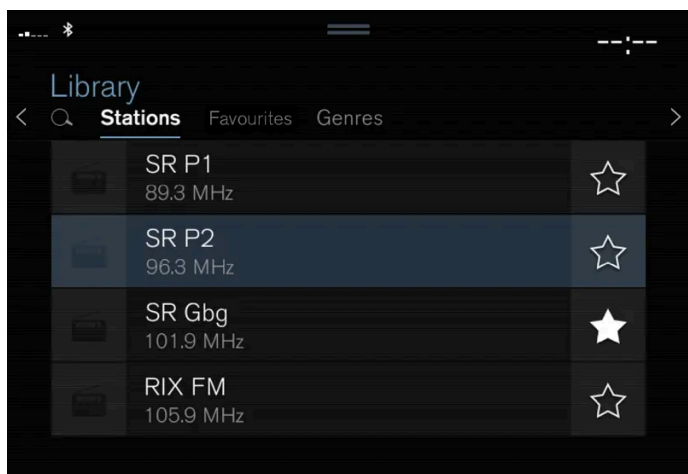 --:--
Library
Stations Favourites Genres
SR P1
89.3 MHz
SR P2
96.3 MHz
SR Gbg
101.9 MHz
RIX FM
105.9 MHz